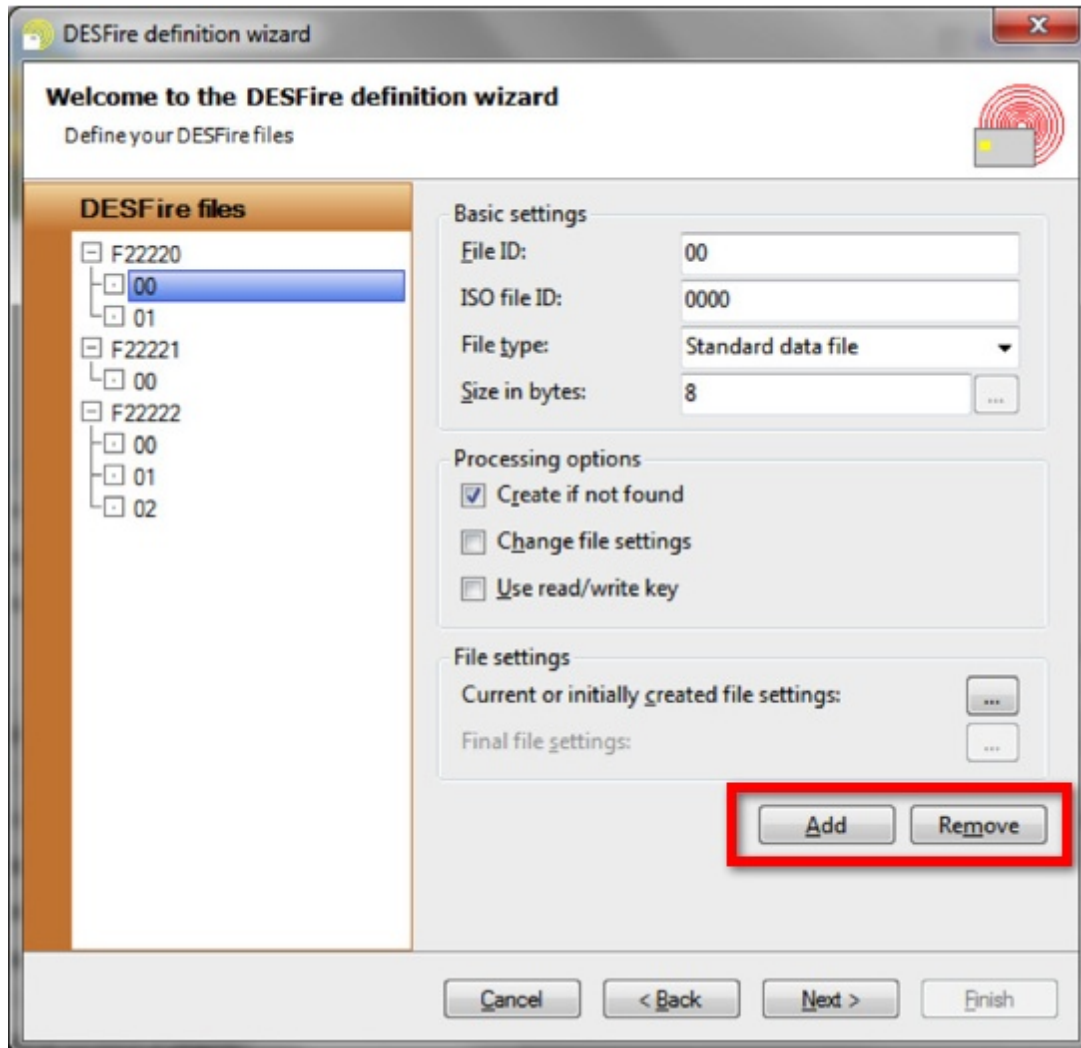 DESFire definition wizard
Welcome to the DESFire definition wizard
Define your DESFire files
DESFire files
F22220
00
01
F22221
00
F22222
00
01
02
Basic settings
File ID: 00
ISO file ID: 0000
File type: Standard data file
Size in bytes: 8 ...
Processing options
Create if not found
Change file settings
Use read/write key
File settings
Current or initially created file settings: ...
Final file settings: ...
Add Remove
Cancel < Back Next > Finish